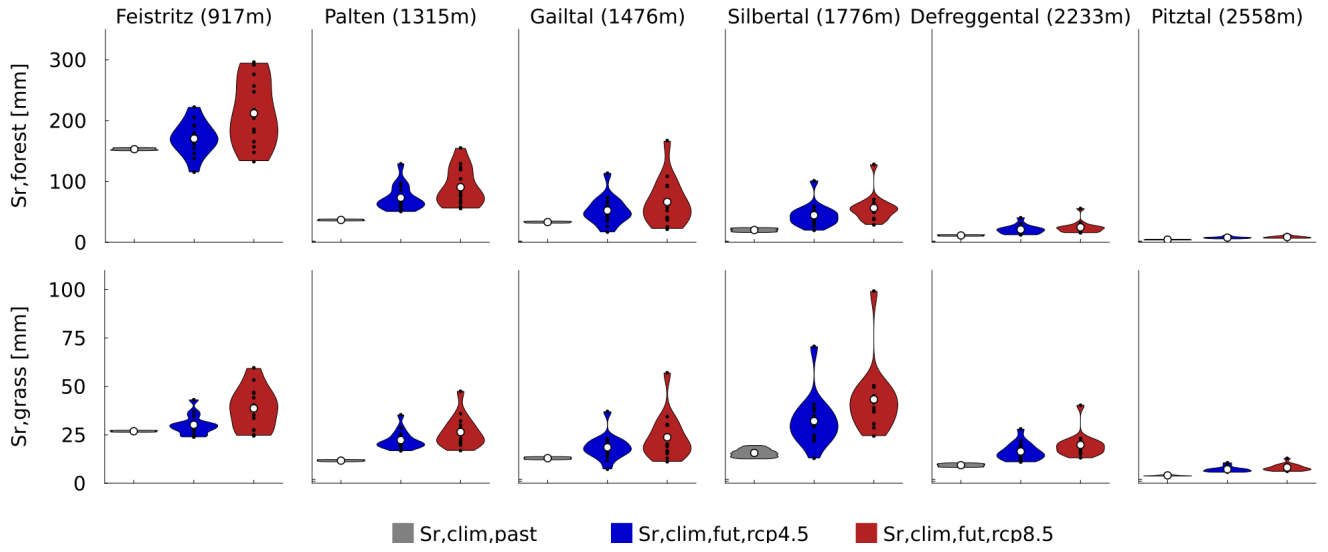 Feistritz (917m) Palten (1315m) Gailtal (1476m) Silbertal (1776m) Defreggental (2233m) Pitztal (2558m)
Sr,forest [mm]
300
200
100
0
Sr,grass [mm]
100
75
50
25
0
Sr,clim,past Sr,clim,fut,rcp4.5 Sr,clim,fut,rcp8.5